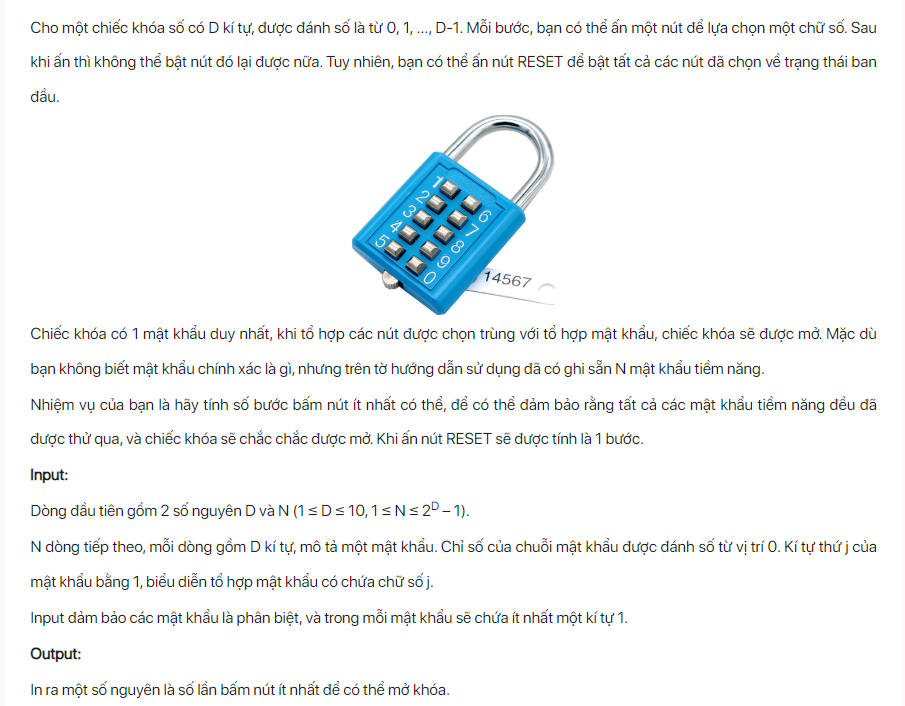 Cho một chiếc khóa số có D kí tự, được đánh số là từ 0, 1, ..., D-1. Mỗi bước, bạn có thể ấn một nút để lựa chọn một chữ số. Sau
khi ấn thì không thể bật nút đó lại được nữa. Tuy nhiên, bạn có thể ấn nút RESET để bật tất cả các nút đã chọn về trạng thái ban
đầu.
1
2
3
4
5
6
7
8
9
0
14567
Chiếc khóa có 1 mật khẩu duy nhất, khi tổ hợp các nút được chọn trùng với tổ hợp mật khẩu, chiếc khóa sẽ được mở. Mặc dù
bạn không biết mật khẩu chính xác là gì, nhưng trên tờ hướng dẫn sử dụng đã có ghi sẵn N mật khẩu tiềm năng.
Nhiệm vụ của bạn là hãy tính số bước bấm nút ít nhất có thể, để có thể đảm bảo rằng tất cả các mật khẩu tiềm năng đều đã
được thử qua, và chiếc khóa sẽ chắc chắc được mở. Khi ấn nút RESET sẽ được tính là 1 bước.
Input:
Dòng đầu tiên gồm 2 số nguyên D và N (1 ≤ D ≤ 10, 1 ≤ N ≤ 2^D – 1).
N dòng tiếp theo, mỗi dòng gồm D kí tự, mô tả một mật khẩu. Chỉ số của chuỗi mật khẩu được đánh số từ vị trí 0. Kí tự thứ j của
mật khẩu bằng 1, biểu diễn tổ hợp mật khẩu có chứa chữ số j.
Input đảm bảo các mật khẩu là phân biệt, và trong mỗi mật khẩu sẽ chứa ít nhất một kí tự 1.
Output:
In ra một số nguyên là số lần bấm nút ít nhất để có thể mở khóa.